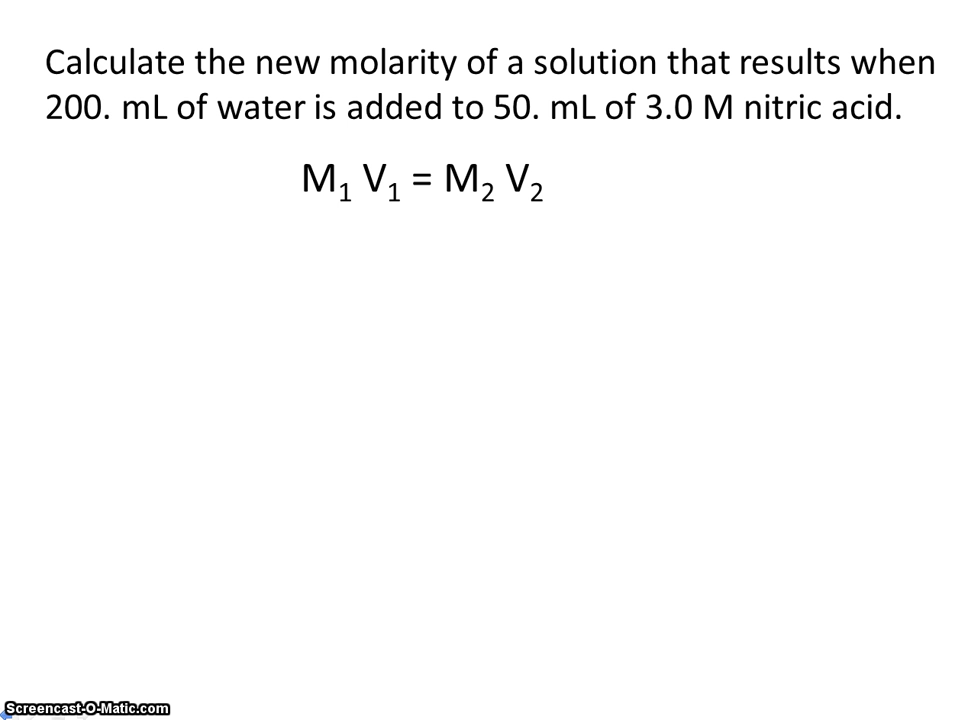 Calculate the new molarity of a solution that results when
200. mL of water is added to 50. mL of 3.0 M nitric acid.
M₁ V₁ = M₂ V₂
Screencast-O-Matic.com